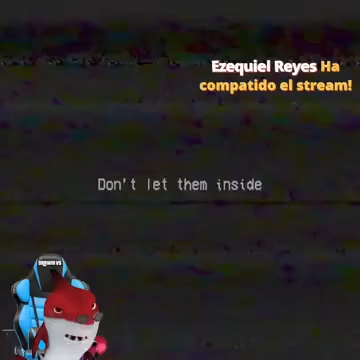 Ezequiel Reyes Ha
compatido el stream!
Don't let them inside